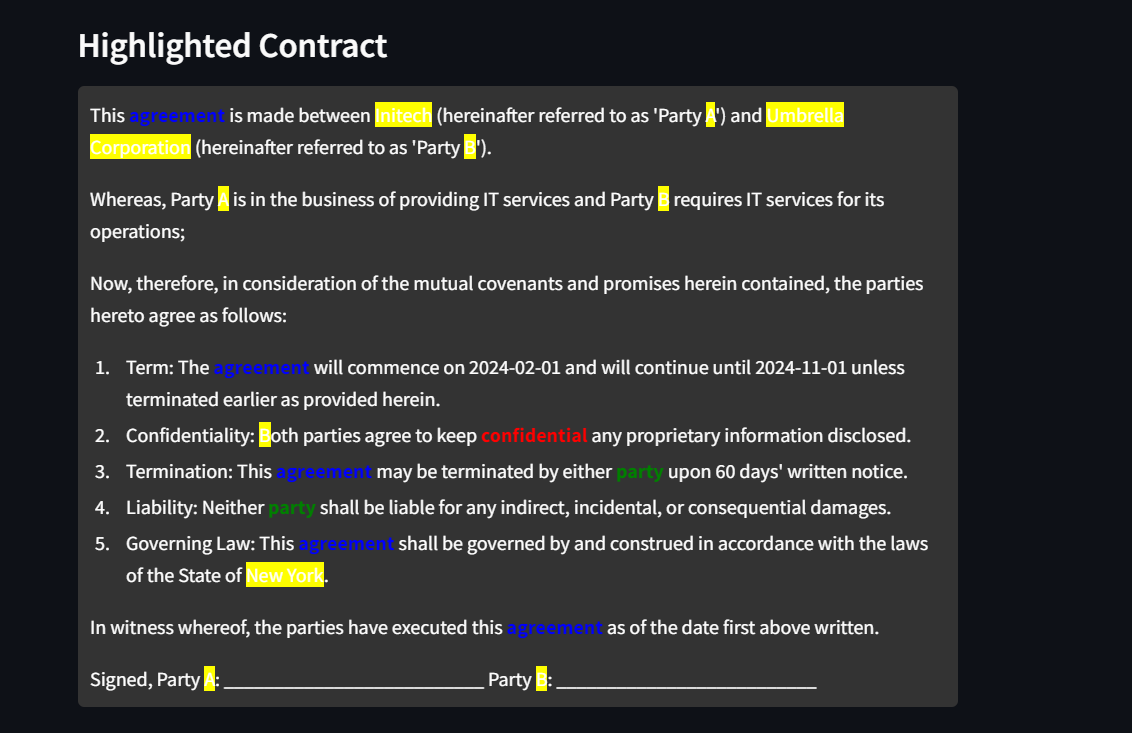 Highlighted Contract
This agreement is made between Initech (hereinafter referred to as 'Party A') and Umbrella
Corporation (hereinafter referred to as 'Party B').
Whereas, Party A is in the business of providing IT services and Party B requires IT services for its
operations;
Now, therefore, in consideration of the mutual covenants and promises herein contained, the parties
hereto agree as follows:
1. Term: The agreement will commence on 2024-02-01 and will continue until 2024-11-01 unless
terminated earlier as provided herein.
2. Confidentiality: Both parties agree to keep confidential any proprietary information disclosed.
3. Termination: This agreement may be terminated by either party upon 60 days' written notice.
4. Liability: Neither party shall be liable for any indirect, incidental, or consequential damages.
5. Governing Law: This agreement shall be governed by and construed in accordance with the laws
of the State of New York.
In witness whereof, the parties have executed this agreement as of the date first above written.
Signed, Party A: __________________________ Party B: __________________________